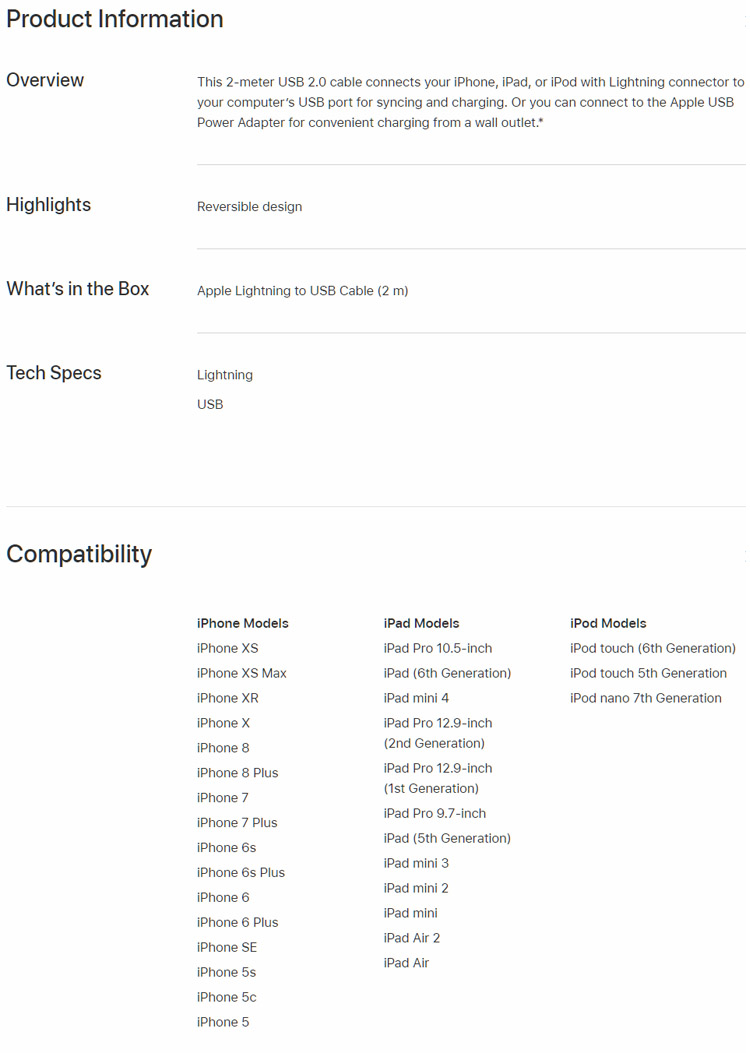 Product Information
Overview
This 2-meter USB 2.0 cable connects your iPhone, iPad, or iPod with Lightning connector to
your computer's USB port for syncing and charging. Or you can connect to the Apple USB
Power Adapter for convenient charging from a wall outlet.*
Highlights
Reversible design
What's in the Box
Apple Lightning to USB Cable (2 m)
Tech Specs
Lightning
USB
Compatibility
iPhone Models
iPhone XS
iPhone XS Max
iPhone XR
iPhone X
iPhone 8
iPhone 8 Plus
iPhone 7
iPhone 7 Plus
iPhone 6s
iPhone 6s Plus
iPhone 6
iPhone 6 Plus
iPhone SE
iPhone 5s
iPhone 5c
iPhone 5
iPad Models
iPad Pro 10.5-inch
iPad (6th Generation)
iPad mini 4
iPad Pro 12.9-inch
(2nd Generation)
iPad Pro 12.9-inch
(1st Generation)
iPad Pro 9.7-inch
iPad (5th Generation)
iPad mini 3
iPad mini 2
iPad mini
iPad Air 2
iPad Air
iPod Models
iPod touch (6th Generation)
iPod touch 5th Generation
iPod nano 7th Generation